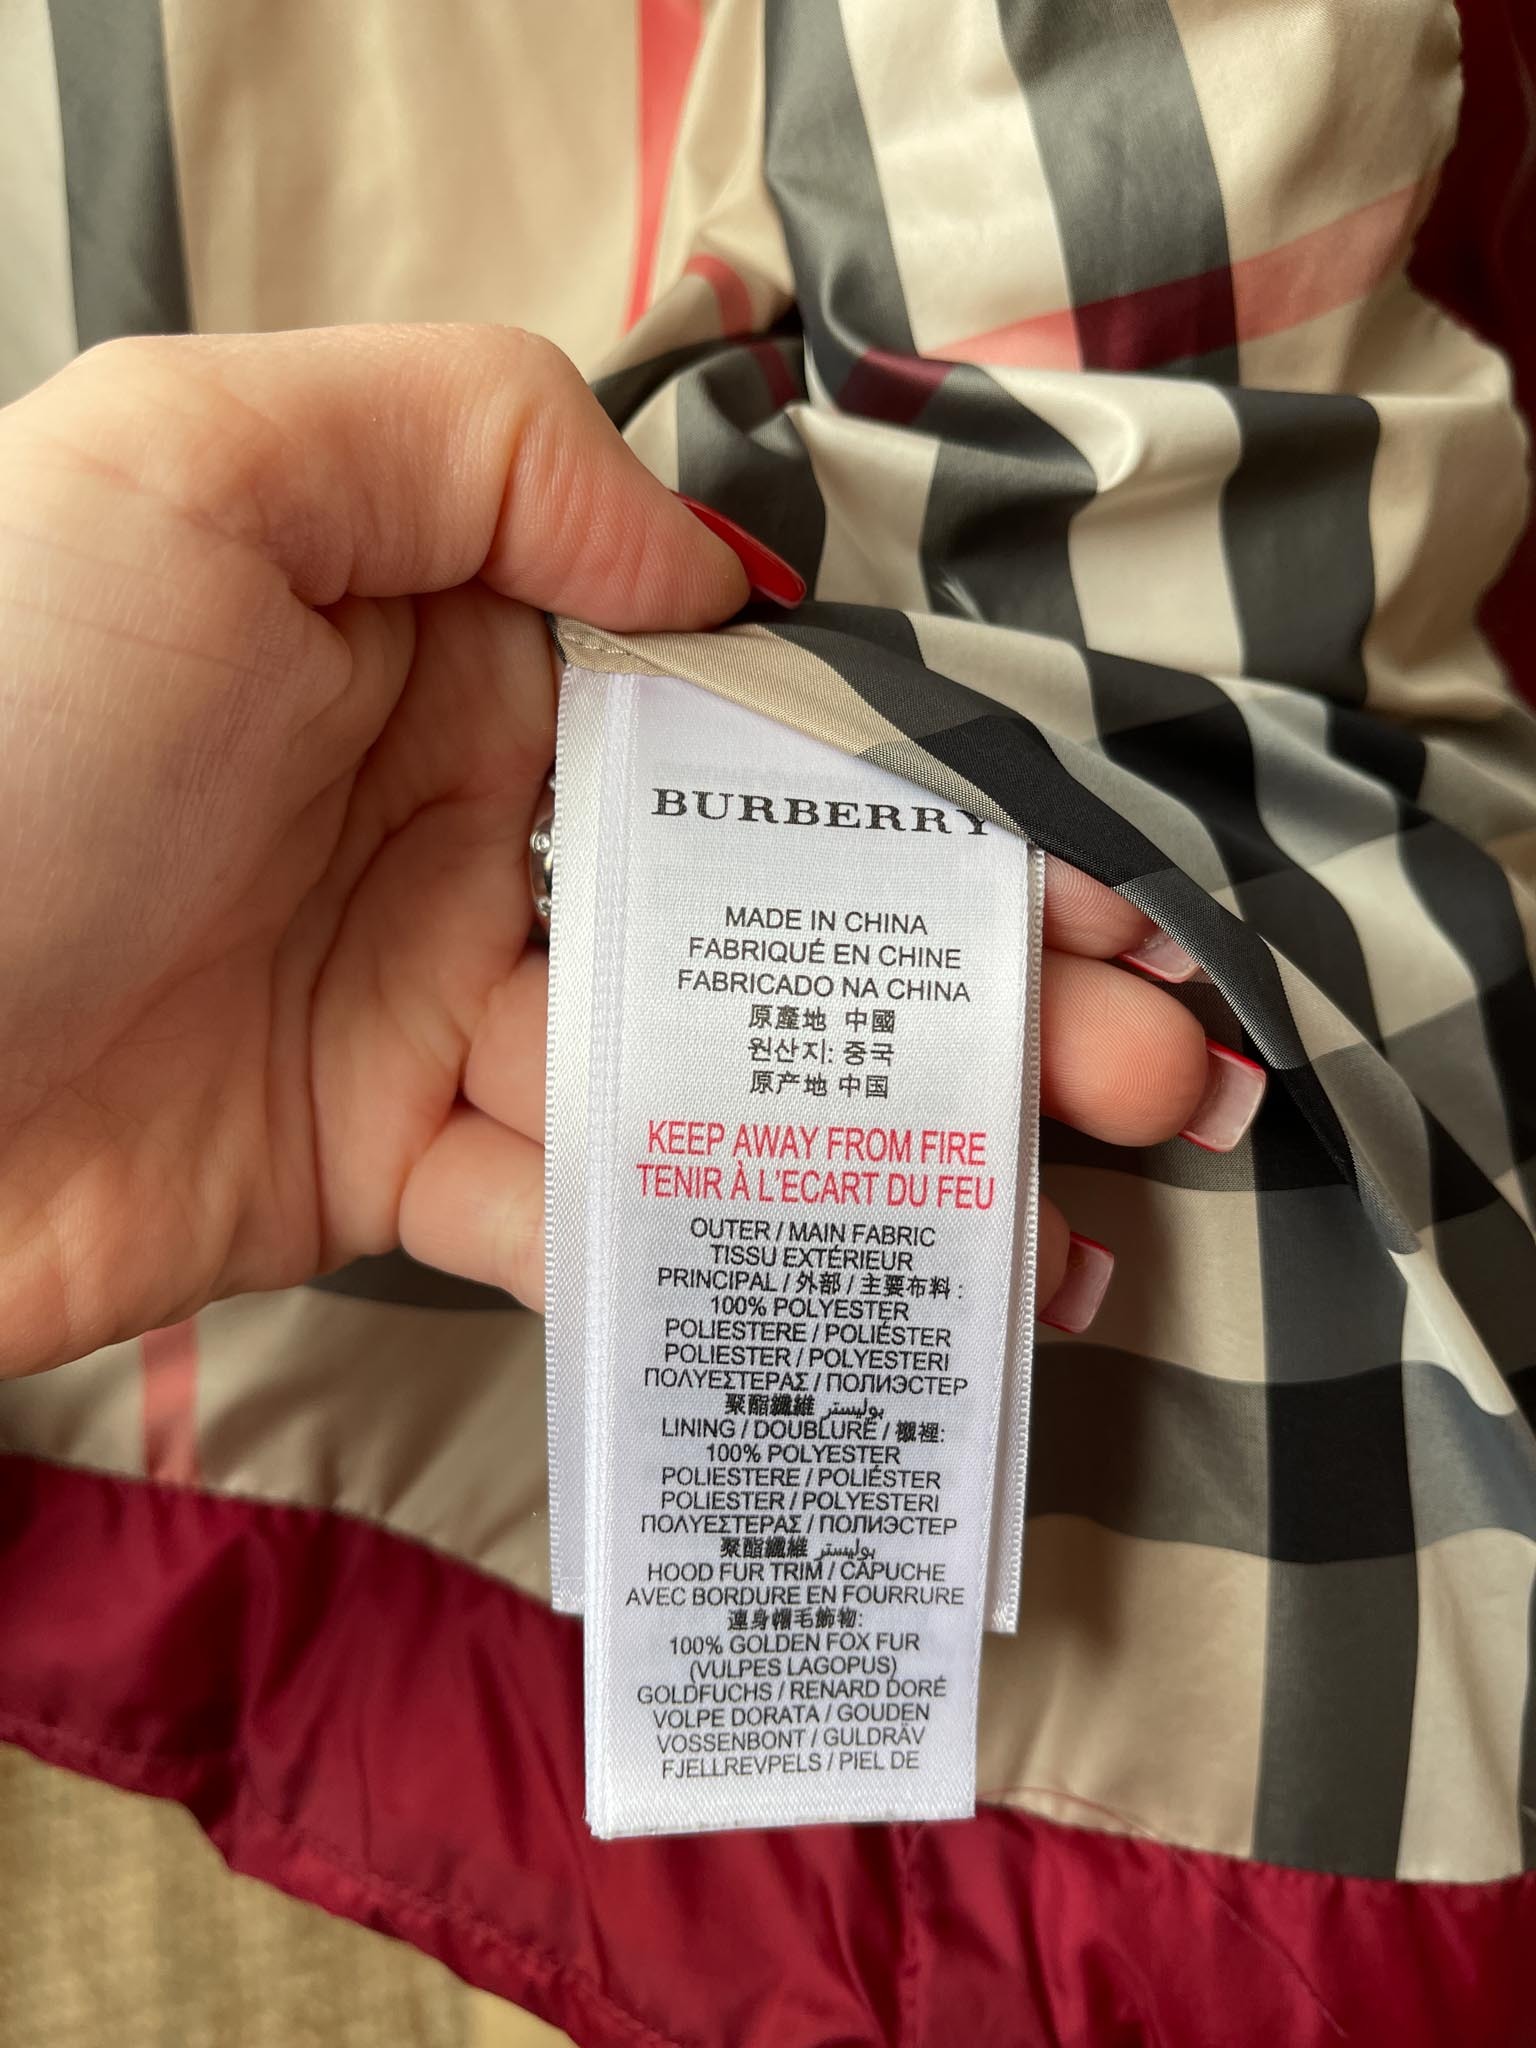 BURBERRY
MADE IN CHINA
FABRIQUÉ EN CHINE
FABRICADO NA CHINA
原產地 中國
원산지: 중국
原产地 中国
KEEP AWAY FROM FIRE
TENIR À L'ECART DU FEU
OUTER / MAIN FABRIC
TISSU EXTÉRIEUR
PRINCIPAL / 外部 / 主要布料 :
100% POLYESTER
POLIESTERE / POLIÉSTER
POLIESTER / POLYESTERI
ΠΟΛΥΕΣΤΕΡΑΣ / ПОЛИЭСТЕР
聚酯纖維 بوليستر
LINING / DOUBLURE / 襯裡:
100% POLYESTER
POLIESTERE / POLIÉSTER
POLIESTER / POLYESTERI
ΠΟΛΥΕΣΤΕΡΑΣ / ПОЛИЭСТЕР
聚酯纖維 بوليستر
HOOD FUR TRIM / CAPUCHE
AVEC BORDURE EN FOURRURE
連身帽毛飾物:
100% GOLDEN FOX FUR
(VULPES LAGOPUS)
GOLDFUCHS / RENARD DORÉ
VOLPE DORATA / GOUDEN
VOSSENBONT / GULDRÄV
FJELLREVPELS / PIEL DE